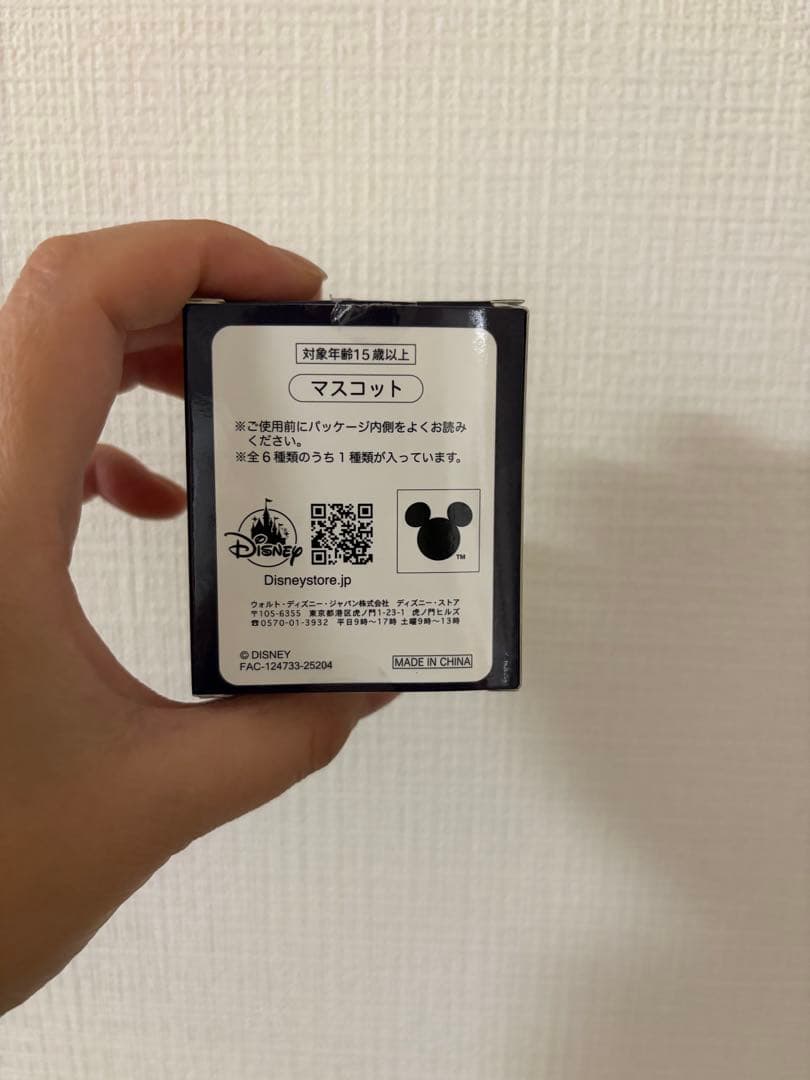 対象年齢15歳以上
マスコット
※ご使用前にパッケージ内側をよくお読み
ください。
※全6種類のうち1種類が入っています。
Disney
TM
Disneystore.jp
ウォルト・ディズニー・ジャパン株式会社 ディズニー・ストア
〒105-6355 東京都港区虎ノ門1-23-1 虎ノ門ヒルズ
☎0570-01-3932 平日9時〜17時 土曜9時〜13時
© DISNEY
FAC-124733-25204
MADE IN CHINA